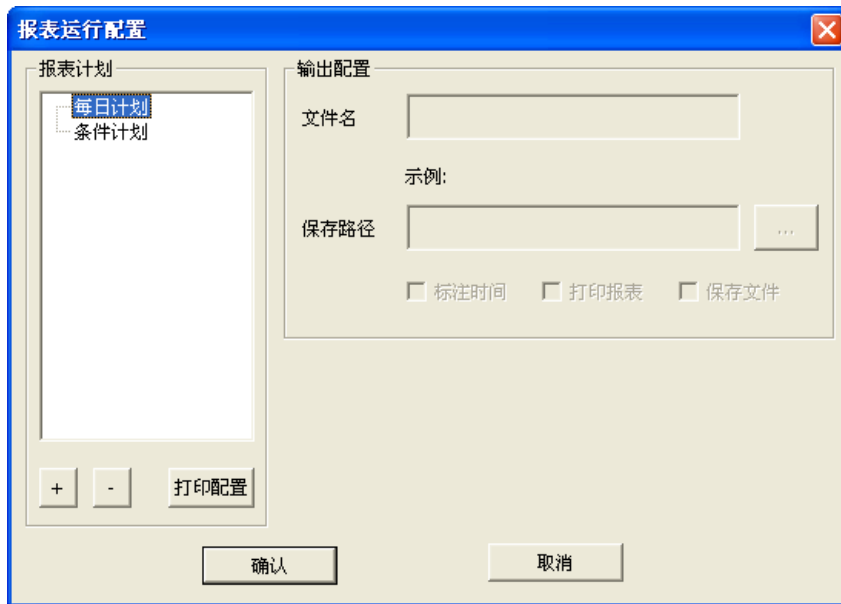 报表运行配置
报表计划
每日计划
条件计划
+ - 打印配置
输出配置
文件名
示例:
保存路径 ...
标注时间 打印报表 保存文件
确认 取消